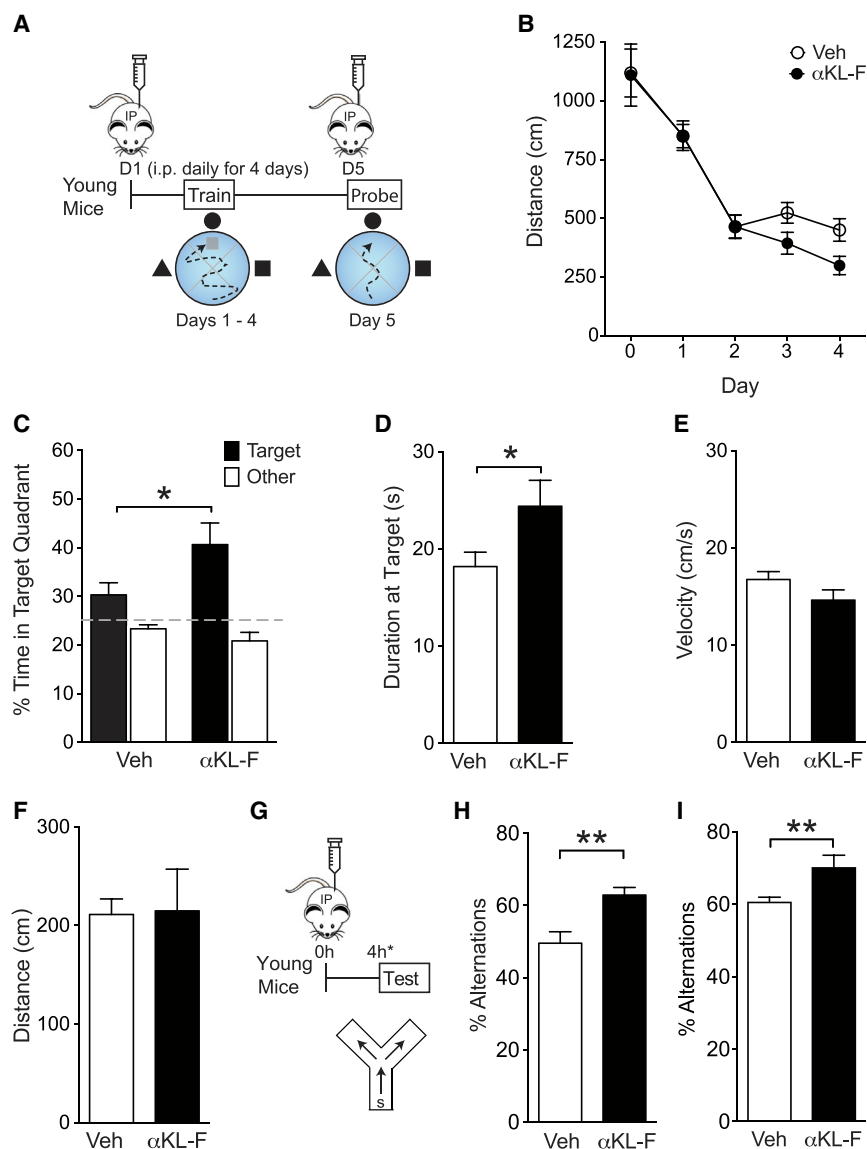 A
IP
IP
D1 (i.p. daily for 4 days)
D5
Young
Mice
Train
Probe
Days 1 - 4
Day 5
B
Veh
αKL-F
Distance (cm)
1250
1000
750
500
250
0
0 1 2 3 4
Day
C
Target
Other
% Time in Target Quadrant
60
50
40
30
20
10
0
*
Veh αKL-F
D
Duration at Target (s)
30
20
10
0
*
Veh αKL-F
E
Velocity (cm/s)
30
20
10
0
Veh αKL-F
F
Distance (cm)
300
200
100
0
Veh αKL-F
G
IP
0h
4h*
Young
Mice
Test
s
H
% Alternations
80
60
40
20
0
**
Veh αKL-F
I
% Alternations
80
60
40
20
0
**
Veh αKL-F